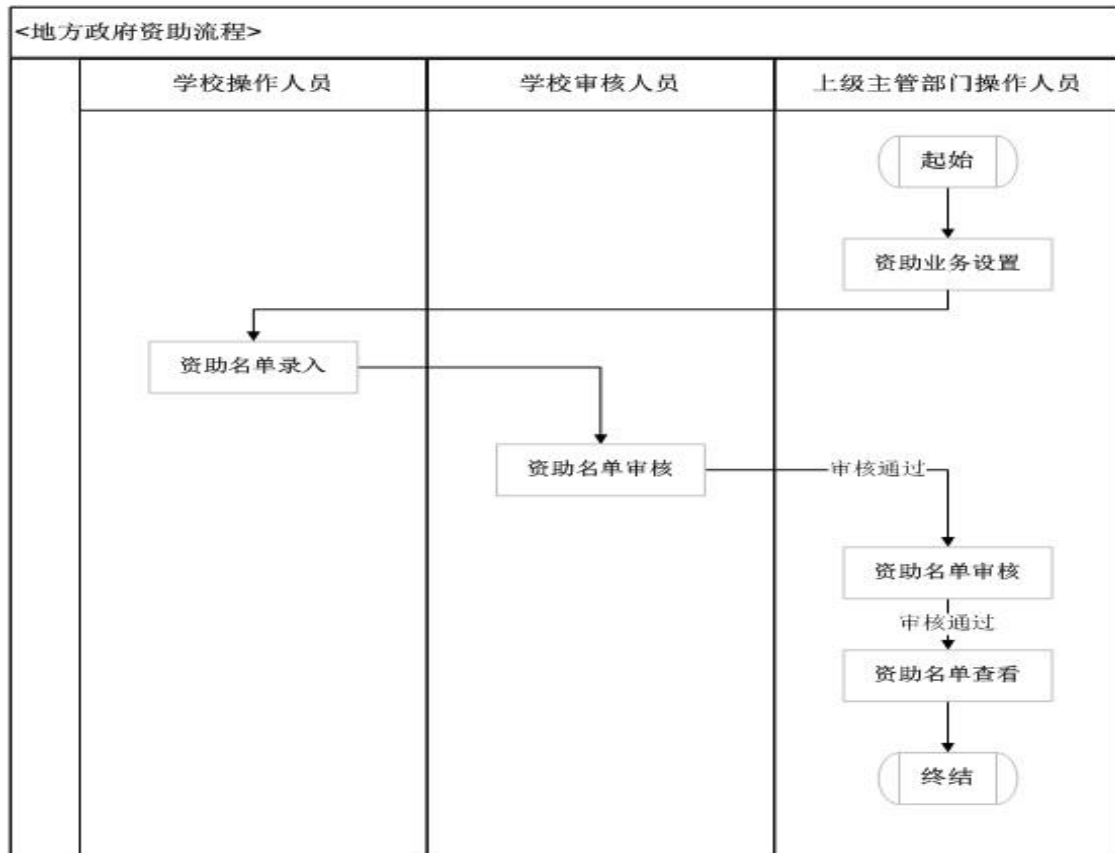 <地方政府资助流程>
学校操作人员
学校审核人员
上级主管部门操作人员
起始
资助业务设置
资助名单录入
资助名单审核
审核通过
资助名单审核
审核通过
资助名单查看
终结